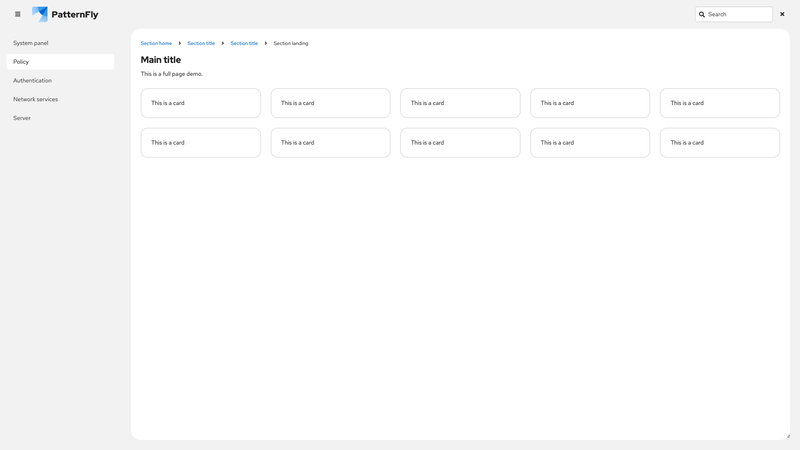 PatternFly
Search
System panel
Policy
Authentication
Network services
Server
Section home
Section title
Section title
Section landing
Main title
This is a full page demo.
This is a card
This is a card
This is a card
This is a card
This is a card
This is a card
This is a card
This is a card
This is a card
This is a card